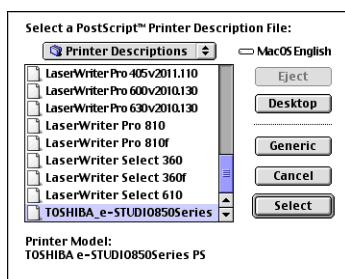 Select a PostScript™ Printer Description File:
Printer Descriptions
MacOS English
LaserWriter Pro 405v2011.110
LaserWriter Pro 600v2010.130
LaserWriter Pro 630v2010.130
LaserWriter Pro 810
LaserWriter Pro 810f
LaserWriter Select 360
LaserWriter Select 360f
LaserWriter Select 610
TOSHIBA_e-STUDIO850Series
Eject
Desktop
Generic
Cancel
Select
Printer Model:
TOSHIBA e-STUDIO850Series PS